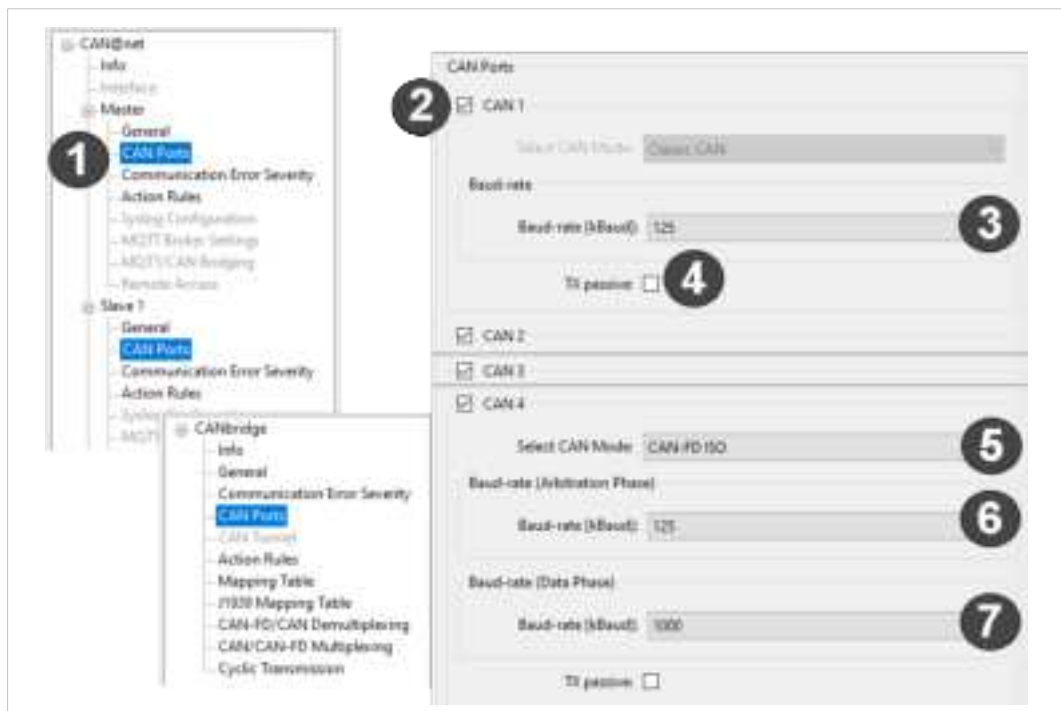 CAN@net
Info
Interface
Master
General
CAN Ports
Communication Error Severity
Action Rules
Syslog Configuration
MQTT Broker Settings
MQTT/CAN Bridging
Remote Access
Slave 1
General
CAN Ports
Communication Error Severity
Action Rules
MQTT
1
CANbridge
Info
General
Communication Error Severity
CAN Ports
CAN Tunnel
Action Rules
Mapping Table
J1939 Mapping Table
CAN-FD/CAN Demultiplexing
CAN/CAN-FD Multiplexing
Cyclic Transmission
CAN Ports
2 CAN 1
Select CAN Mode: Classic CAN
Baud-rate
Baud-rate (kBaud): 125 3
TX passive: 4
CAN 2
CAN 3
CAN 4
Select CAN Mode: CAN-FD ISO 5
Baud-rate (Arbitration Phase)
Baud-rate (kBaud): 125 6
Baud-rate (Data Phase)
Baud-rate (kBaud): 1000 7
TX passive: